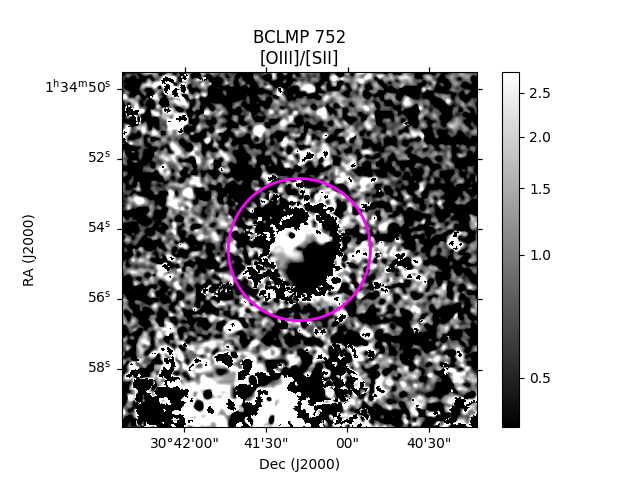 BCLMP 752
[OIII]/[SII]
1ʰ34ᵐ50ˢ
52ˢ
54ˢ
56ˢ
58ˢ
RA (J2000)
30°42'00" 41'30" 00" 40'30"
Dec (J2000)
2.5
2.0
1.5
1.0
0.5